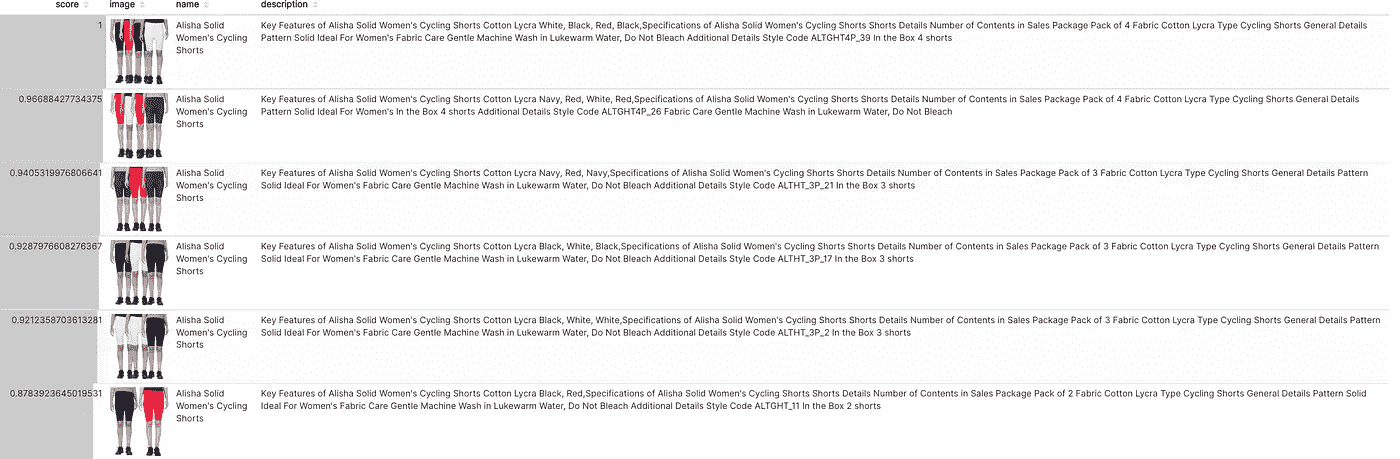 score image name description
1 Alisha Solid Key Features of Alisha Solid Women's Cycling Shorts Cotton Lycra White, Black, Red, Black,Specifications of Alisha Solid Women's Cycling Shorts Shorts Details Number of Contents in Sales Package Pack of 4 Fabric Cotton Lycra Type Cycling Shorts General Details
Women's Cycling Pattern Solid Ideal For Women's Fabric Care Gentle Machine Wash in Lukewarm Water, Do Not Bleach Additional Details Style Code ALTGHT4P_39 In the Box 4 shorts
Shorts
0.96688427734375 Alisha Solid Key Features of Alisha Solid Women's Cycling Shorts Cotton Lycra Navy, Red, White, Red,Specifications of Alisha Solid Women's Cycling Shorts Shorts Details Number of Contents in Sales Package Pack of 4 Fabric Cotton Lycra Type Cycling Shorts General Details
Women's Cycling Pattern Solid Ideal For Women's In the Box 4 shorts Additional Details Style Code ALTGHT4P_26 Fabric Care Gentle Machine Wash in Lukewarm Water, Do Not Bleach
Shorts
0.9405319976806641 Alisha Solid Key Features of Alisha Solid Women's Cycling Shorts Cotton Lycra Navy, Red, Navy,Specifications of Alisha Solid Women's Cycling Shorts Shorts Details Number of Contents in Sales Package Pack of 3 Fabric Cotton Lycra Type Cycling Shorts General Details Pattern
Women's Cycling Solid Ideal For Women's Fabric Care Gentle Machine Wash in Lukewarm Water, Do Not Bleach Additional Details Style Code ALTHT_3P_21 In the Box 3 shorts
Shorts
0.9287976608276367 Alisha Solid Key Features of Alisha Solid Women's Cycling Shorts Cotton Lycra Black, White, Black,Specifications of Alisha Solid Women's Cycling Shorts Shorts Details Number of Contents in Sales Package Pack of 3 Fabric Cotton Lycra Type Cycling Shorts General Details Pattern
Women's Cycling Solid Ideal For Women's Fabric Care Gentle Machine Wash in Lukewarm Water, Do Not Bleach Additional Details Style Code ALTHT_3P_17 In the Box 3 shorts
Shorts
0.9212358703613281 Alisha Solid Key Features of Alisha Solid Women's Cycling Shorts Cotton Lycra Black, White, White,Specifications of Alisha Solid Women's Cycling Shorts Shorts Details Number of Contents in Sales Package Pack of 3 Fabric Cotton Lycra Type Cycling Shorts General Details Pattern
Women's Cycling Solid Ideal For Women's Fabric Care Gentle Machine Wash in Lukewarm Water, Do Not Bleach Additional Details Style Code ALTHT_3P_2 In the Box 3 shorts
Shorts
0.8783923645019531 Alisha Solid Key Features of Alisha Solid Women's Cycling Shorts Cotton Lycra Black, Red,Specifications of Alisha Solid Women's Cycling Shorts Shorts Details Number of Contents in Sales Package Pack of 2 Fabric Cotton Lycra Type Cycling Shorts General Details Pattern Solid
Women's Cycling Ideal For Women's Fabric Care Gentle Machine Wash in Lukewarm Water, Do Not Bleach Additional Details Style Code ALTGHT_11 In the Box 2 shorts
Shorts